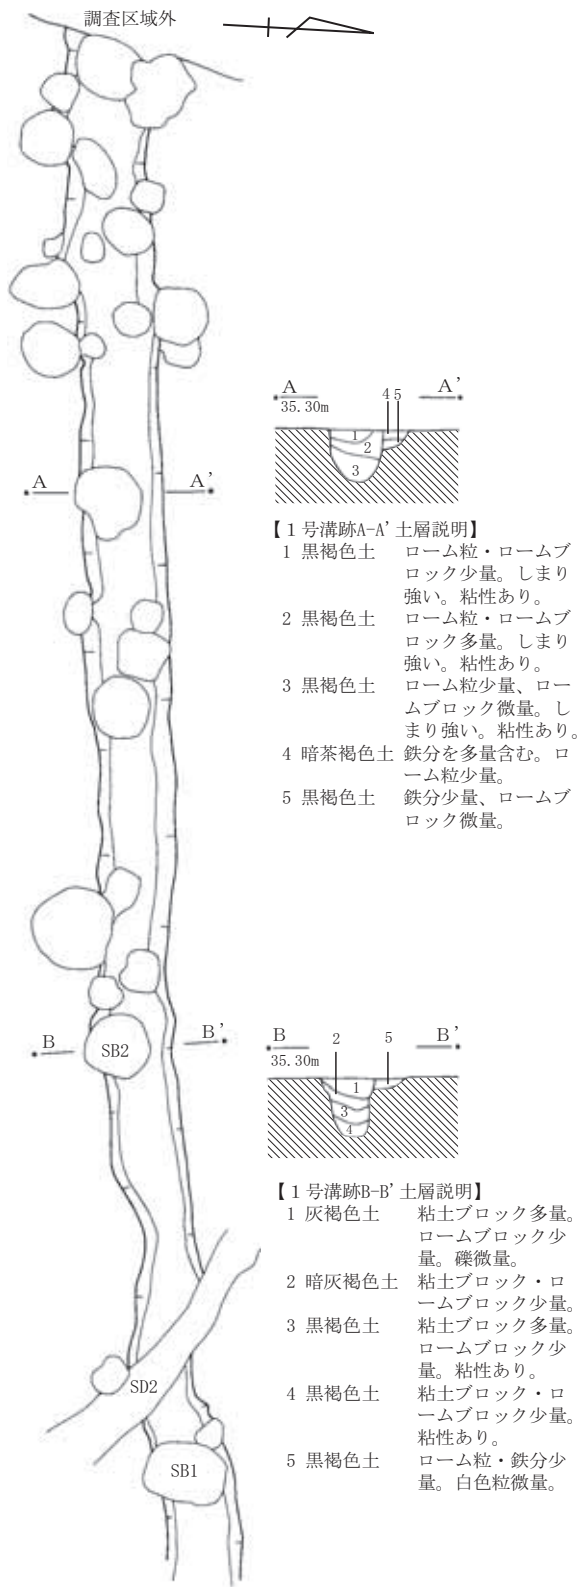 調査区域外
A A'
35.30m
4 5
1
2
3
A A'
【１号溝跡A-A'土層説明】
1 黒褐色土 ローム粒・ロームブ
ロック少量。しまり
強い。粘性あり。
2 黒褐色土 ローム粒・ロームブ
ロック多量。しまり
強い。粘性あり。
3 黒褐色土 ローム粒少量、ロー
ムブロック微量。し
まり強い。粘性あり。
4 暗茶褐色土 鉄分を多量含む。ロ
ーム粒少量。
5 黒褐色土 鉄分少量、ロームブ
ロック微量。
B B'
SB2
B B'
35.30m
2 5
1
3
4
【１号溝跡B-B'土層説明】
1 灰褐色土 粘土ブロック多量。
ロームブロック少
量。礫微量。
2 暗灰褐色土 粘土ブロック・ロ
ームブロック少量。
3 黒褐色土 粘土ブロック多量。
ロームブロック少
量。粘性あり。
4 黒褐色土 粘土ブロック・ロ
ームブロック少量。
粘性あり。
5 黒褐色土 ローム粒・鉄分少
量。白色粒微量。
SD2
SB1